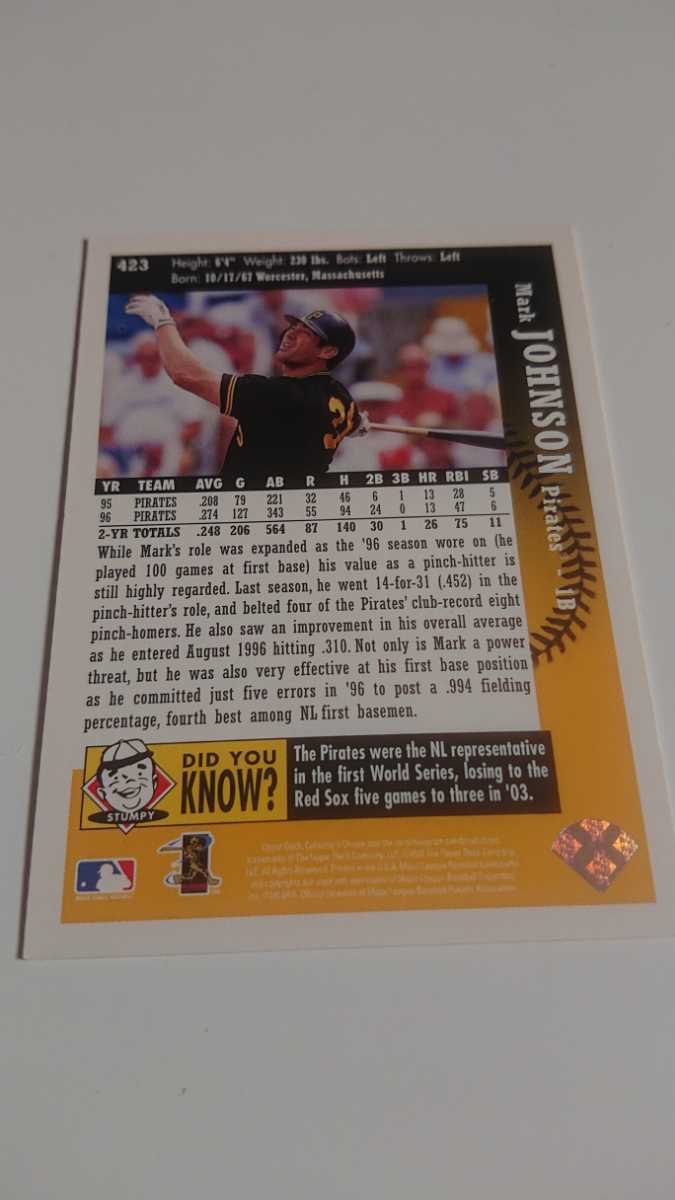 423
Height: 6'4" Weight: 230 lbs. Bats: Left Throws: Left
Born: 10/17/67 Worcester, Massachusetts
Mark JOHNSON Pirates - 1B
P
3
YR TEAM AVG G AB R H 2B 3B HR RBI SB
95 PIRATES .208 79 221 32 46 6 1 13 28 5
96 PIRATES .274 127 343 55 94 24 0 13 47 6
2-YR TOTALS .248 206 564 87 140 30 1 26 75 11
While Mark's role was expanded as the '96 season wore on (he
played 100 games at first base) his value as a pinch-hitter is
still highly regarded. Last season, he went 14-for-31 (.452) in the
pinch-hitter's role, and belted four of the Pirates' club-record eight
pinch-homers. He also saw an improvement in his overall average
as he entered August 1996 hitting .310. Not only is Mark a power
threat, but he was also very effective at his first base position
as he committed just five errors in '96 to post a .994 fielding
percentage, fourth best among NL first basemen.
STUMPY
DID YOU
KNOW?
The Pirates were the NL representative
in the first World Series, losing to the
Red Sox five games to three in '03.